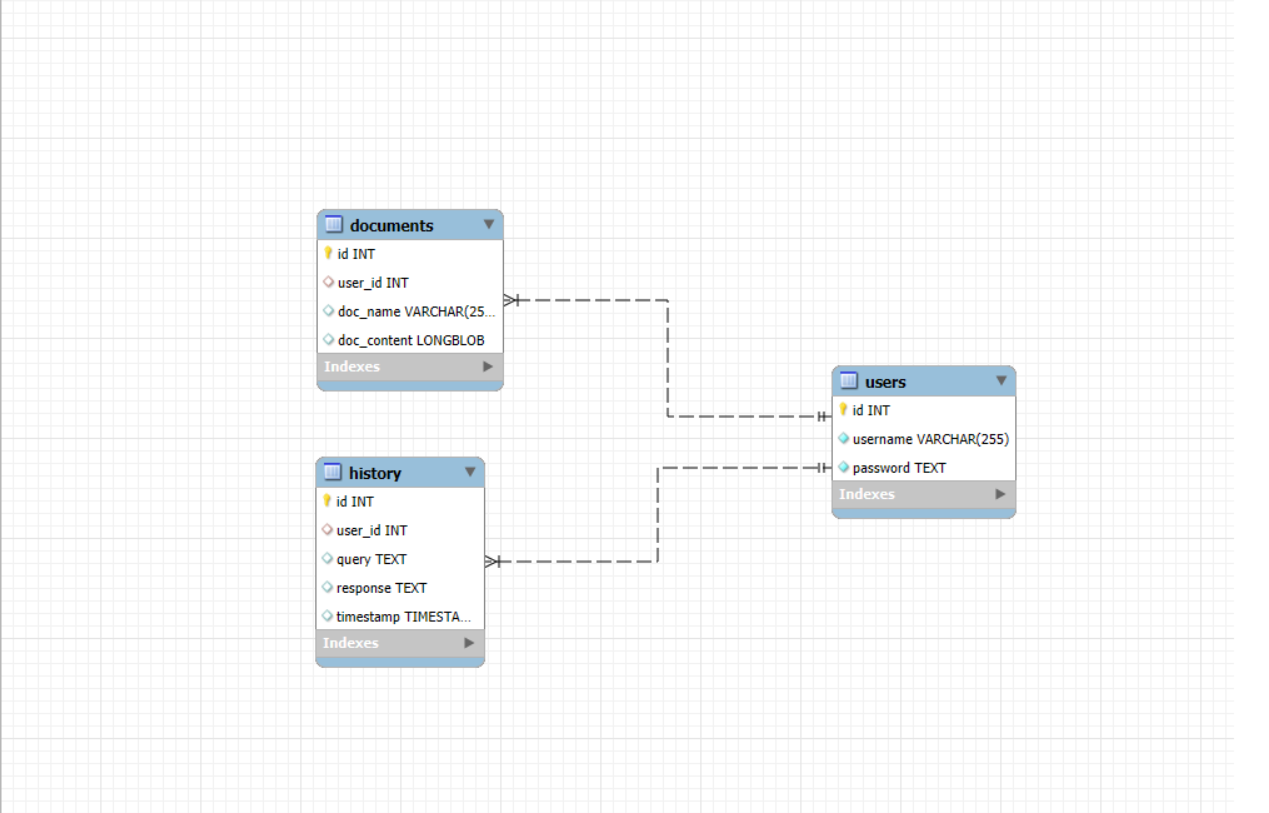 documents
id INT
user_id INT
doc_name VARCHAR(25...
doc_content LONGBLOB
Indexes
history
id INT
user_id INT
query TEXT
response TEXT
timestamp TIMESTA...
Indexes
users
id INT
username VARCHAR(255)
password TEXT
Indexes